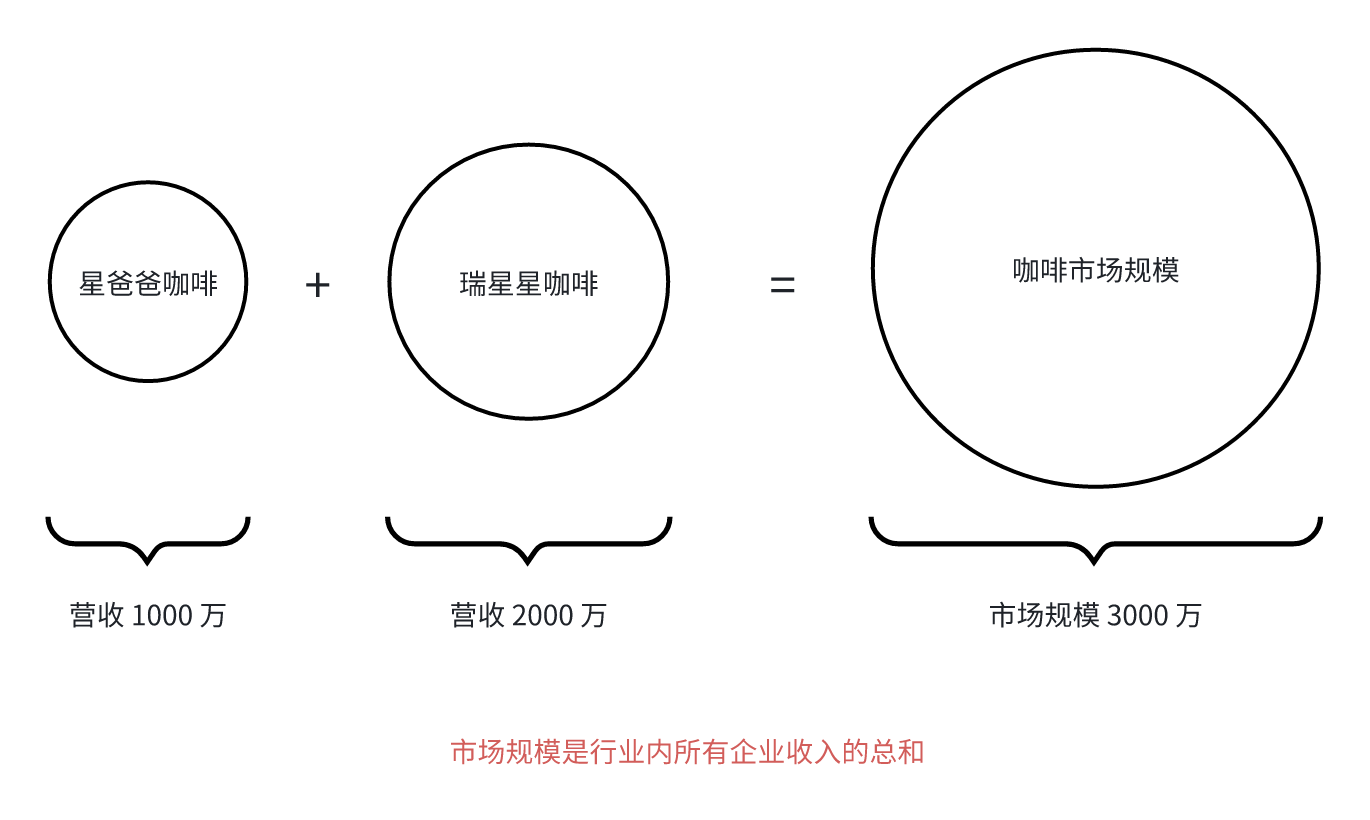 星爸爸咖啡
+
瑞星星咖啡
=
咖啡市场规模
营收 1000 万
营收 2000 万
市场规模 3000 万
市场规模是行业内所有企业收入的总和